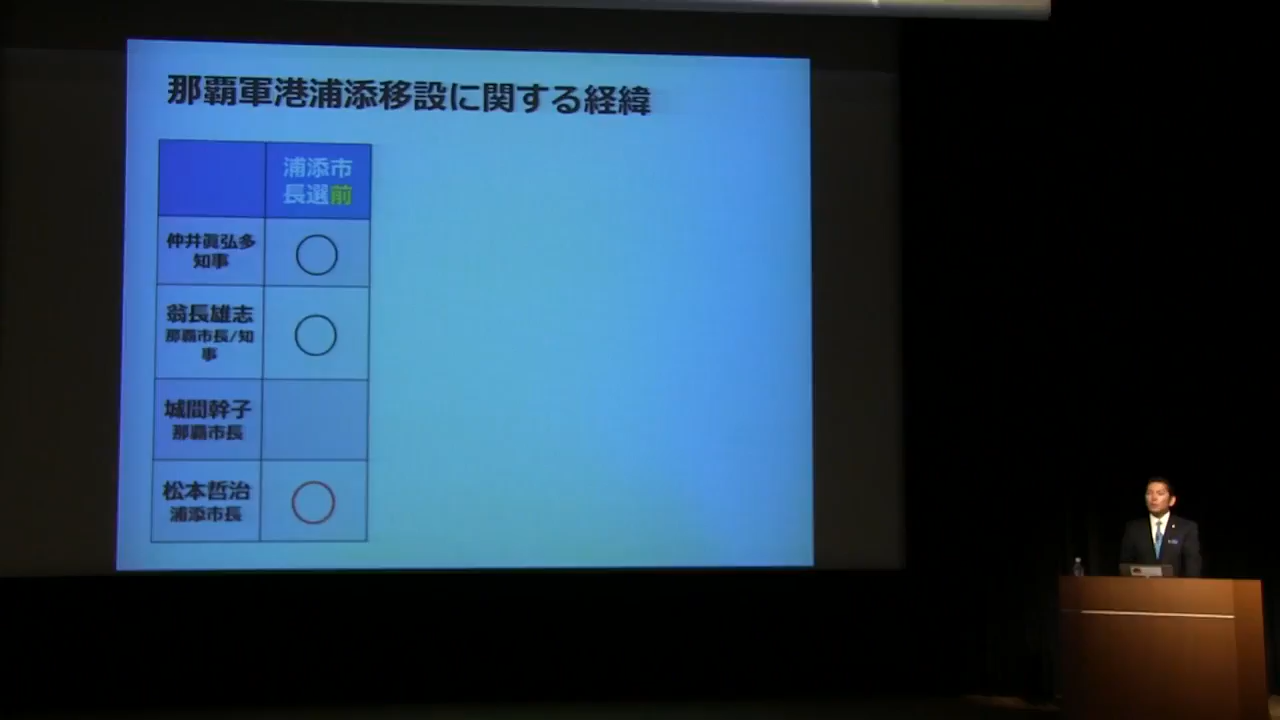 那覇軍港浦添移設に関する経緯
浦添市
長選前
仲井眞弘多
知事
翁長雄志
那覇市長/知
事
城間幹子
那覇市長
松本哲治
浦添市長